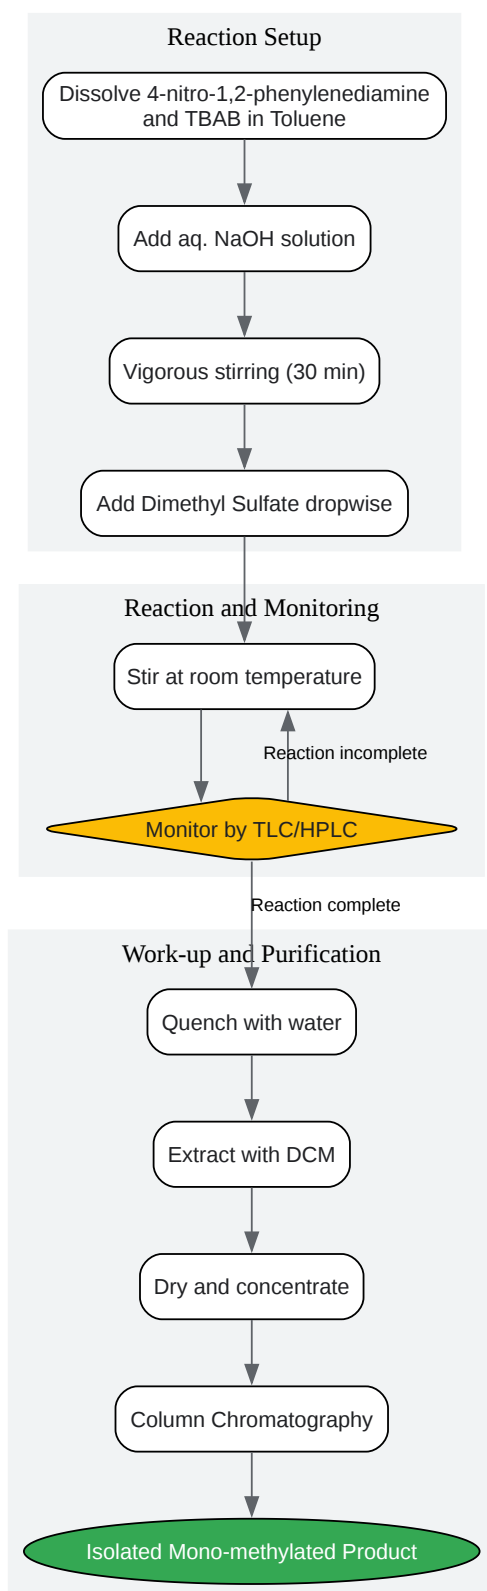 Reaction Setup
Dissolve 4-nitro-1,2-phenylenediamine
and TBAB in Toluene
Add aq. NaOH solution
Vigorous stirring (30 min)
Add Dimethyl Sulfate dropwise
Reaction and Monitoring
Stir at room temperature
Reaction incomplete
Monitor by TLC/HPLC
Reaction complete
Work-up and Purification
Quench with water
Extract with DCM
Dry and concentrate
Column Chromatography
Isolated Mono-methylated Product